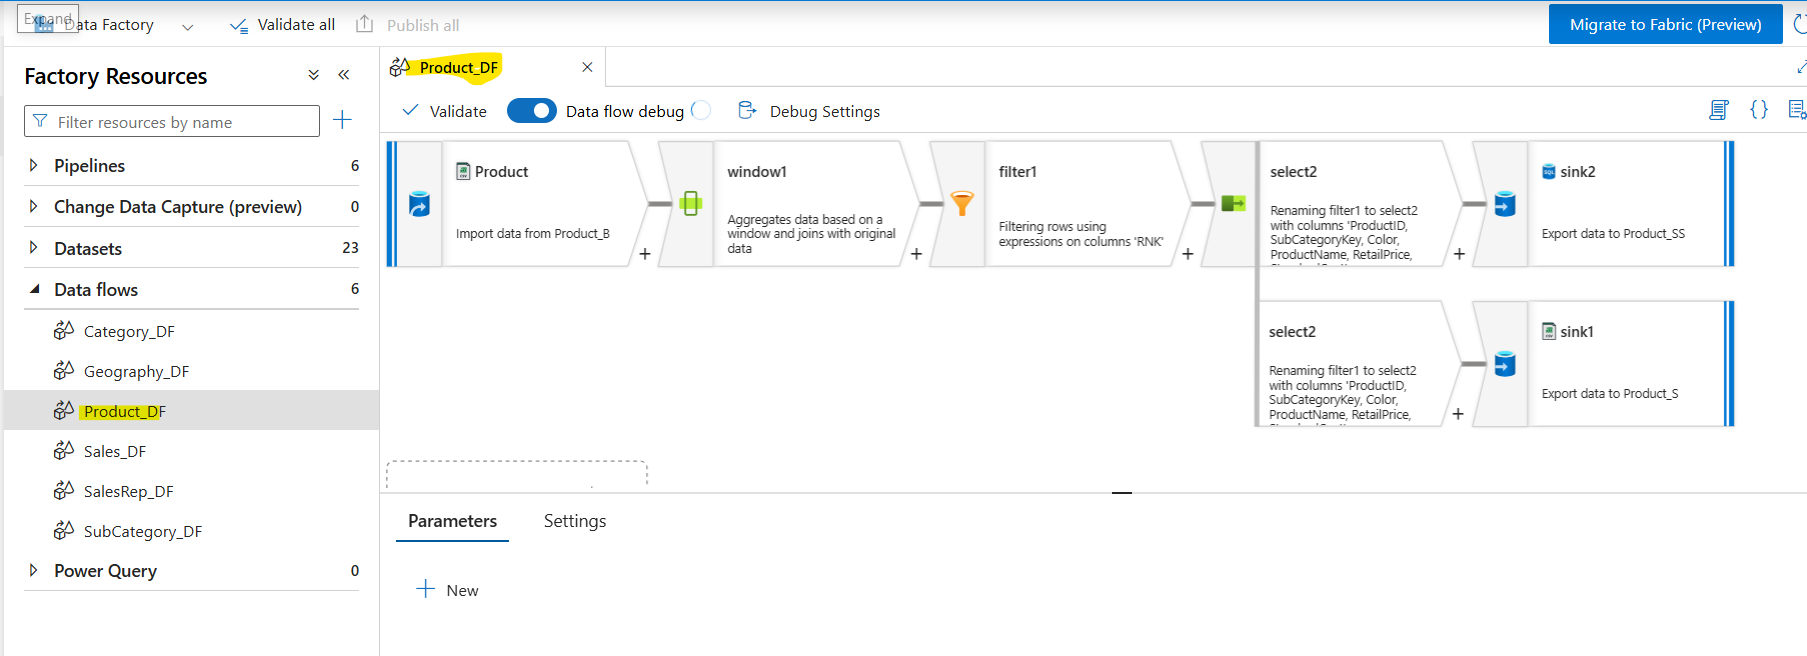 Expand
Data Factory
Validate all
Publish all
Migrate to Fabric (Preview)
Factory Resources
Filter resources by name
Pipelines 6
Change Data Capture (preview) 0
Datasets 23
Data flows 6
Category_DF
Geography_DF
Product_DF
Sales_DF
SalesRep_DF
SubCategory_DF
Power Query 0
Product_DF
Validate
Data flow debug
Debug Settings
Product
Import data from Product_B
+
window1
Aggregates data based on a
window and joins with original
data
+
filter1
Filtering rows using
expressions on columns 'RNK'
+
select2
Renaming filter1 to select2
with columns 'ProductID,
SubCategoryKey, Color,
ProductName, RetailPrice,
+
SQL
sink2
Export data to Product_SS
select2
Renaming filter1 to select2
with columns 'ProductID,
SubCategoryKey, Color,
ProductName, RetailPrice,
+
sink1
Export data to Product_S
Parameters
Settings
New